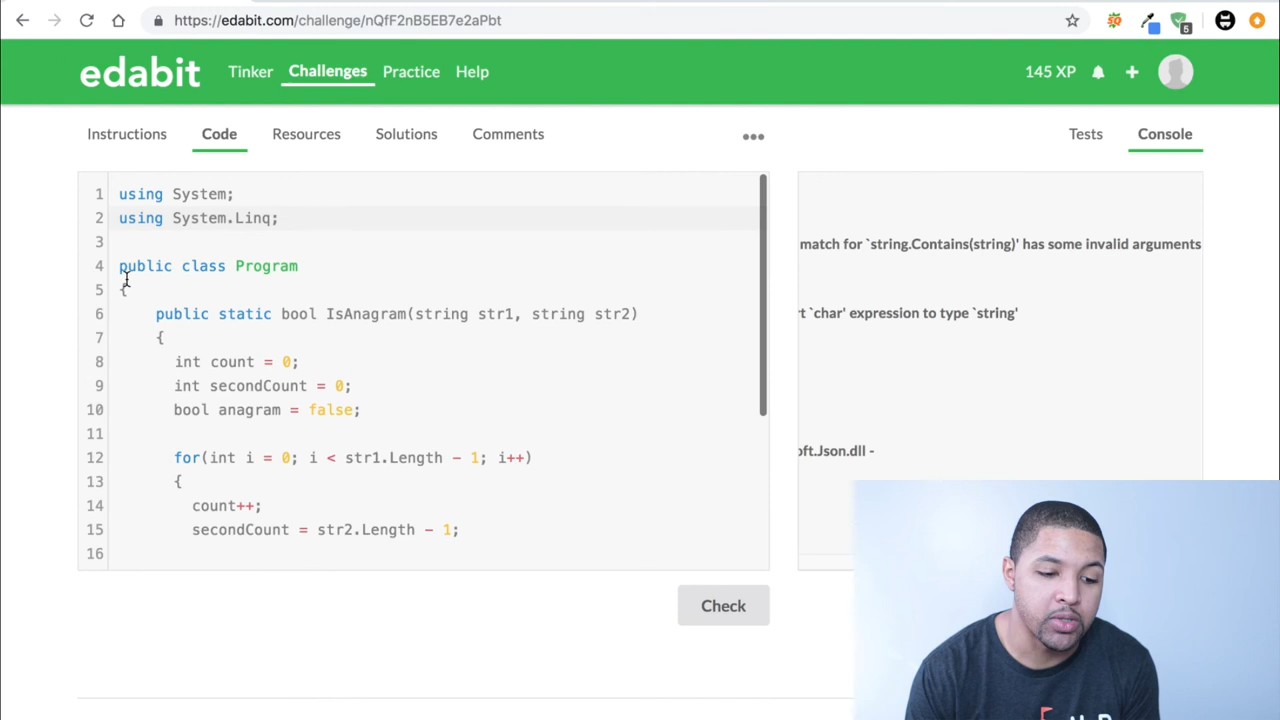 https://edabit.com/challenge/nQfF2nB5EB7e2aPbt
5
edabit Tinker Challenges Practice Help 145 XP
Instructions Code Resources Solutions Comments Tests Console
1 using System;
2 using System.Linq;
3
4 public class Program
5 {
6 public static bool IsAnagram(string str1, string str2)
7 {
8 int count = 0;
9 int secondCount = 0;
10 bool anagram = false;
11
12 for(int i = 0; i < str1.Length - 1; i++)
13 {
14 count++;
15 secondCount = str2.Length - 1;
16
match for `string.Contains(string)' has some invalid arguments
rt `char' expression to type `string'
oft.Json.dll -
Check